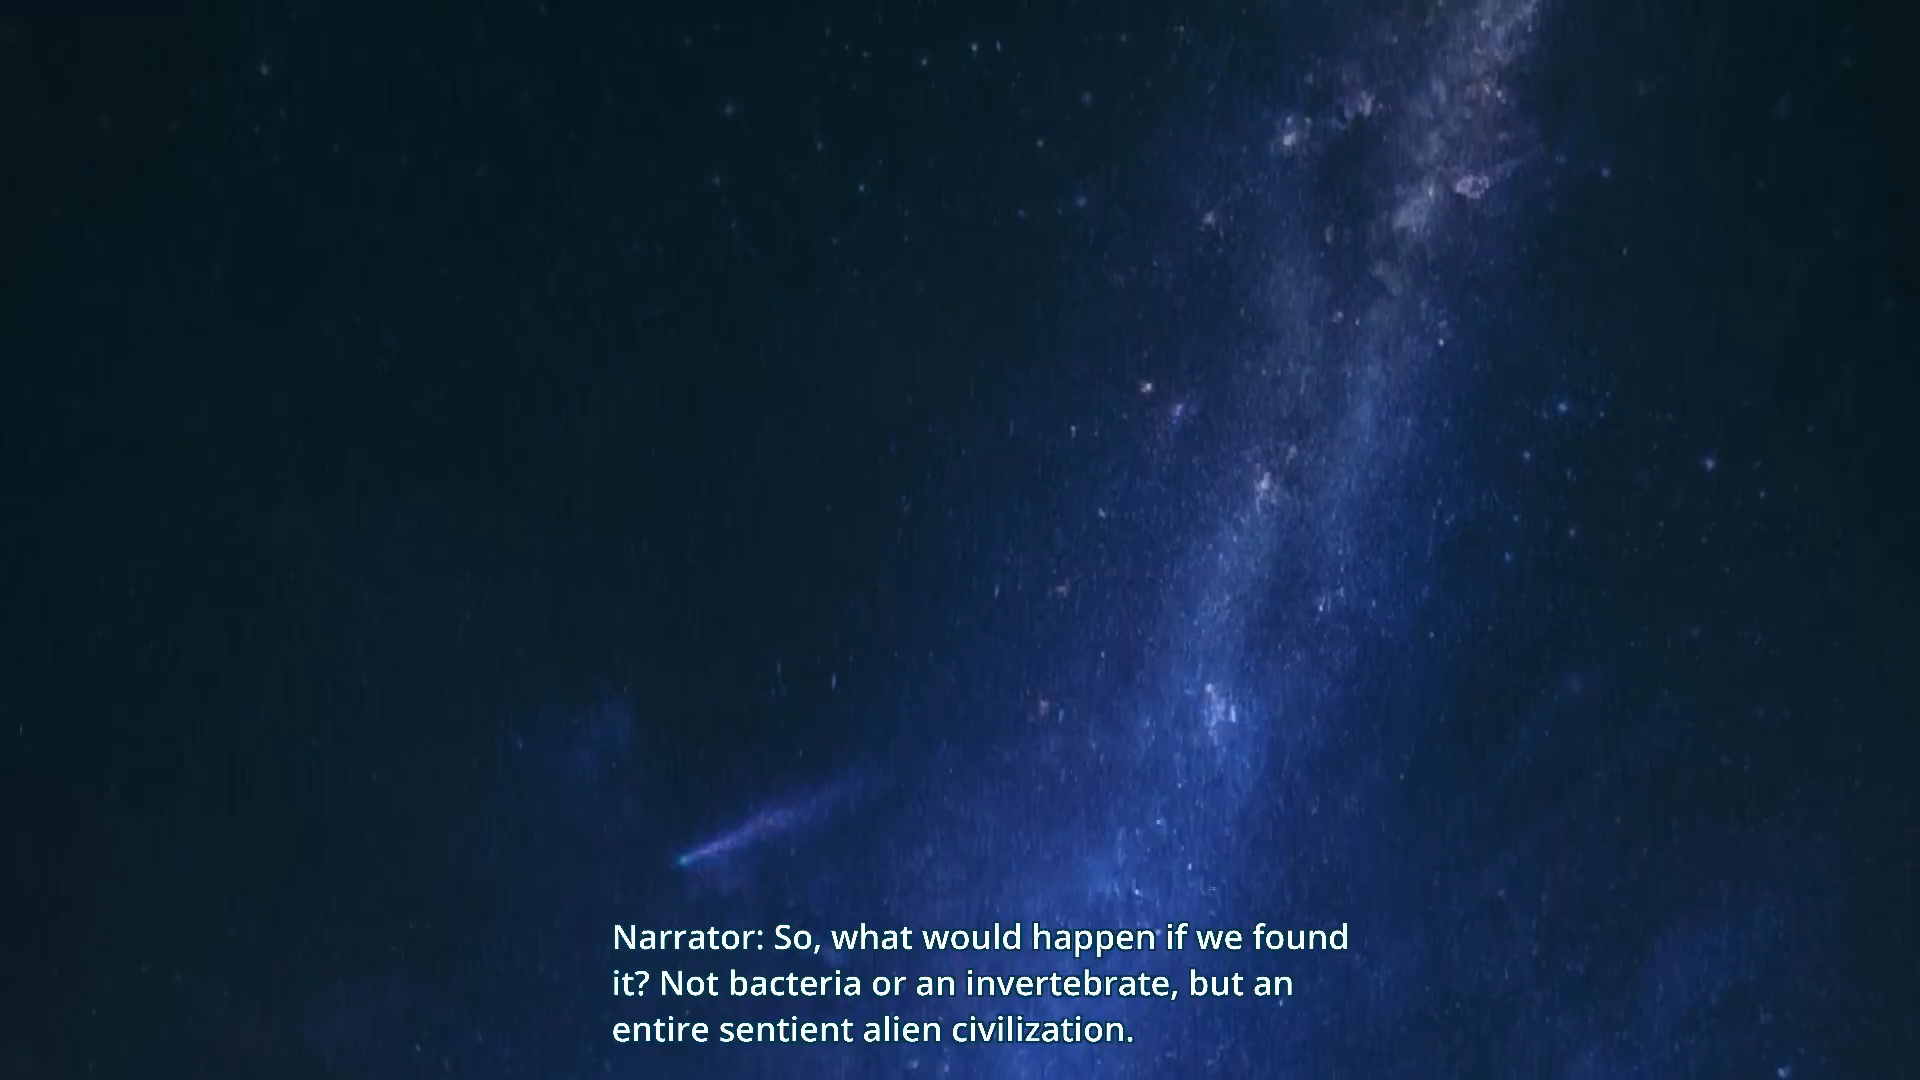 Narrator: So, what would happen if we found
it? Not bacteria or an invertebrate, but an
entire sentient alien civilization.